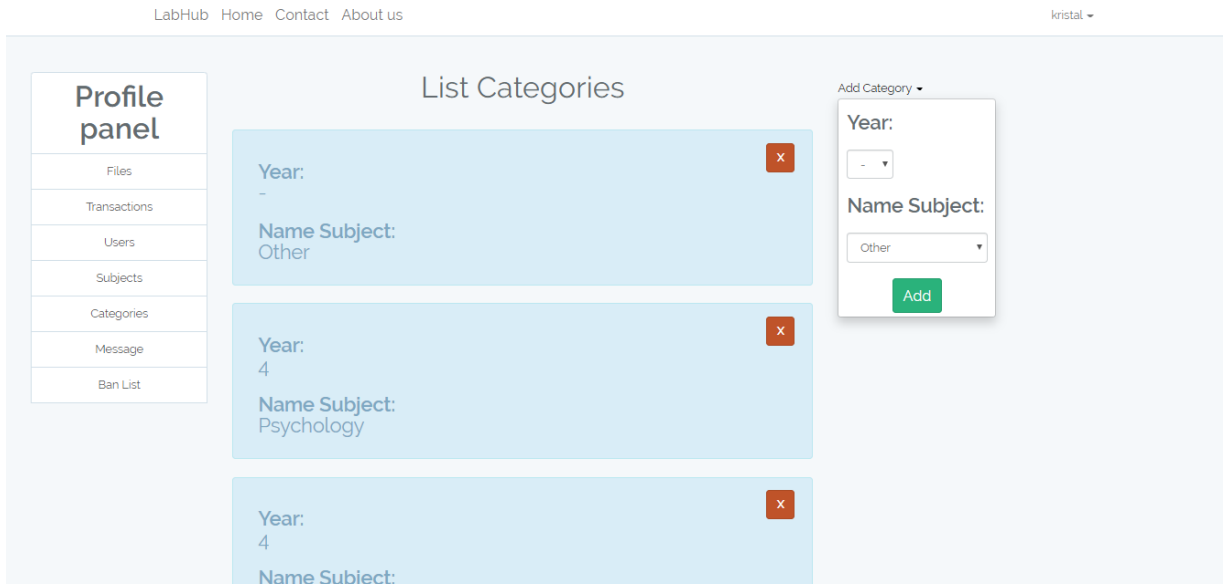 LabHub Home Contact About us
kristal
Profile
panel
Files
Transactions
Users
Subjects
Categories
Message
Ban List
List Categories
X
Year:
-
Name Subject:
Other
X
Year:
4
Name Subject:
Psychology
X
Year:
4
Name Subject:
Add Category
Year:
-
Name Subject:
Other
Add